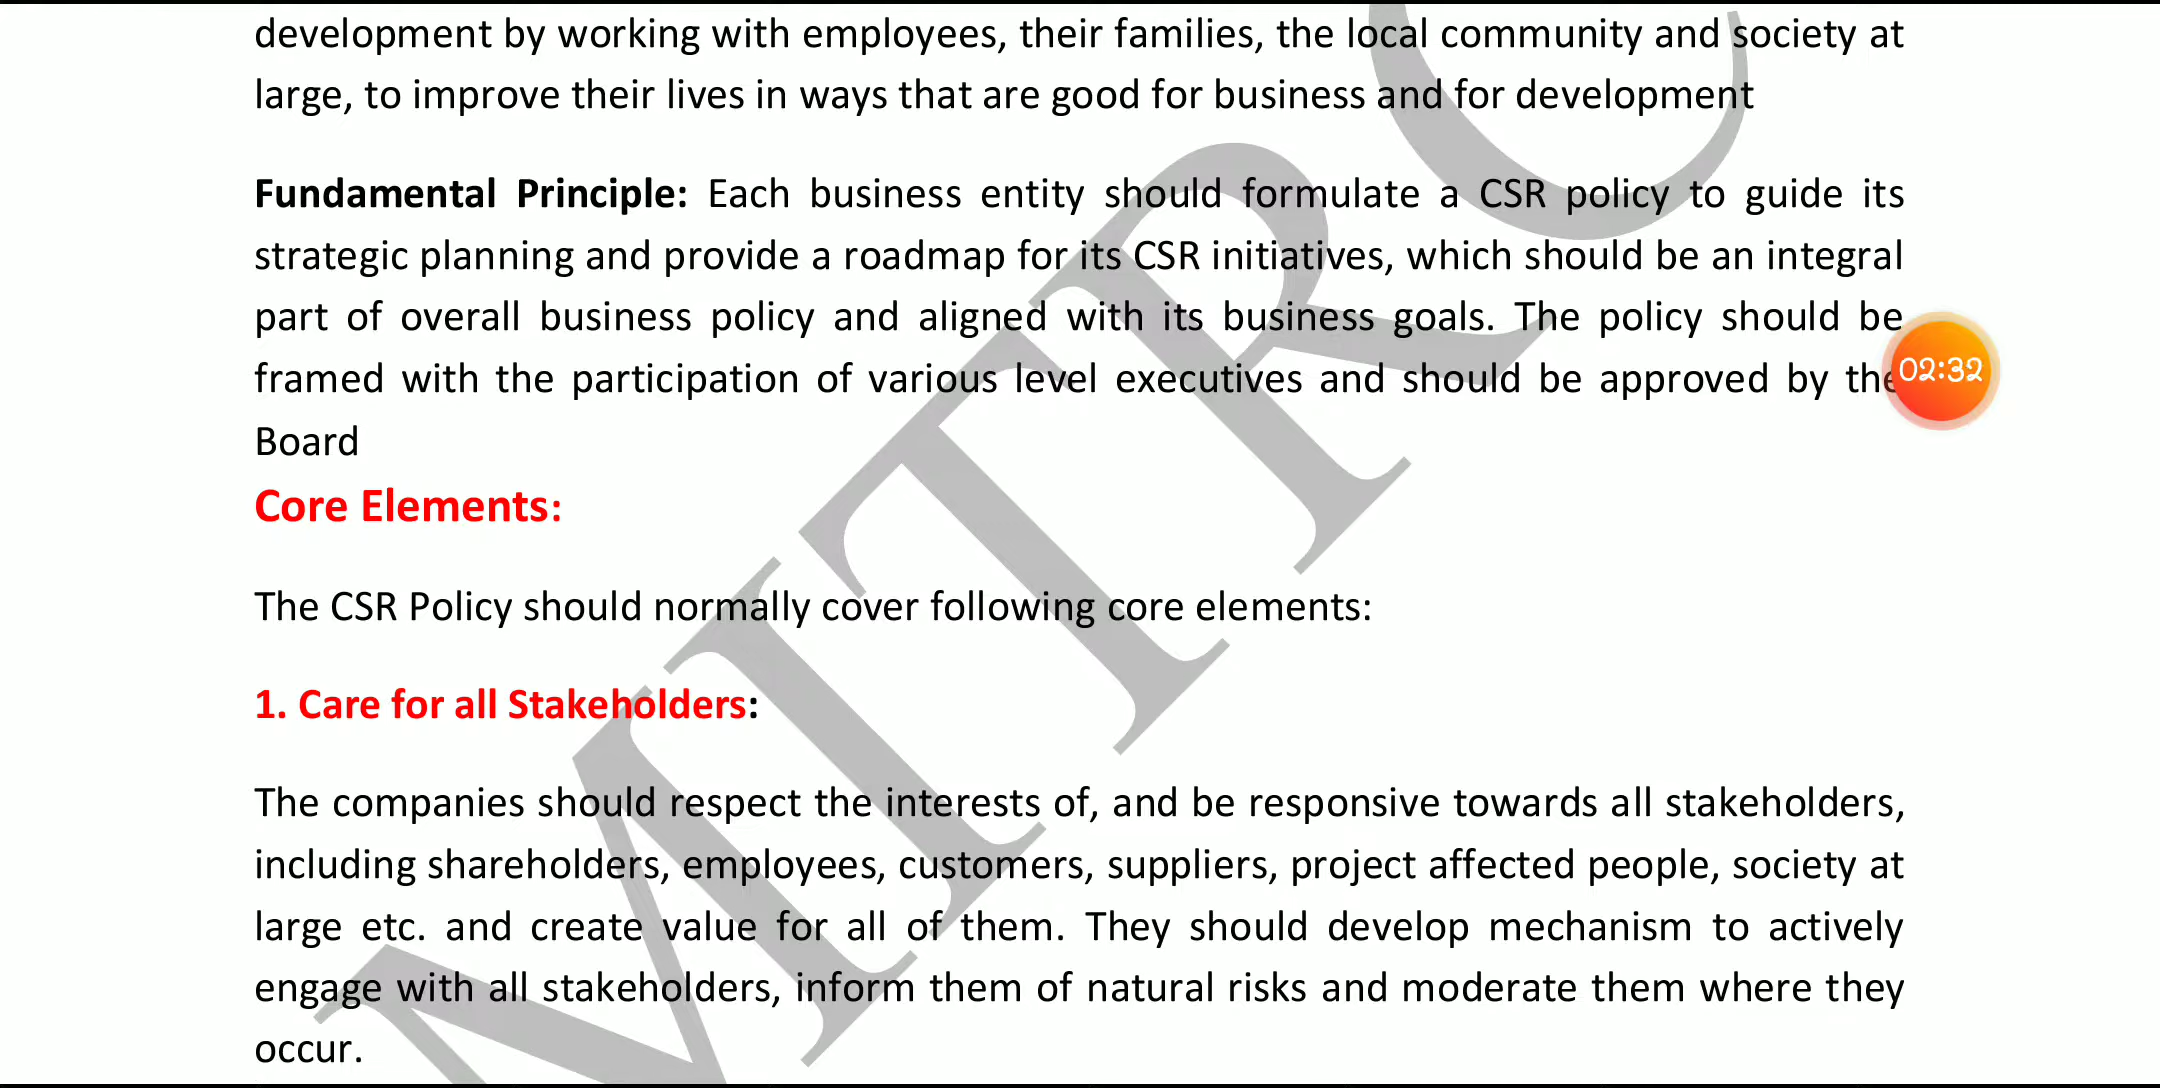 development by working with employees, their families, the local community and society at
large, to improve their lives in ways that are good for business and for development
Fundamental Principle: Each business entity should formulate a CSR policy to guide its
strategic planning and provide a roadmap for its CSR initiatives, which should be an integral
part of overall business policy and aligned with its business goals. The policy should be
framed with the participation of various level executives and should be approved by the
02:32
Board
Core Elements:
The CSR Policy should normally cover following core elements:
1. Care for all Stakeholders:
The companies should respect the interests of, and be responsive towards all stakeholders,
including shareholders, employees, customers, suppliers, project affected people, society at
large etc. and create value for all of them. They should develop mechanism to actively
engage with all stakeholders, inform them of natural risks and moderate them where they
occur.
MITRC